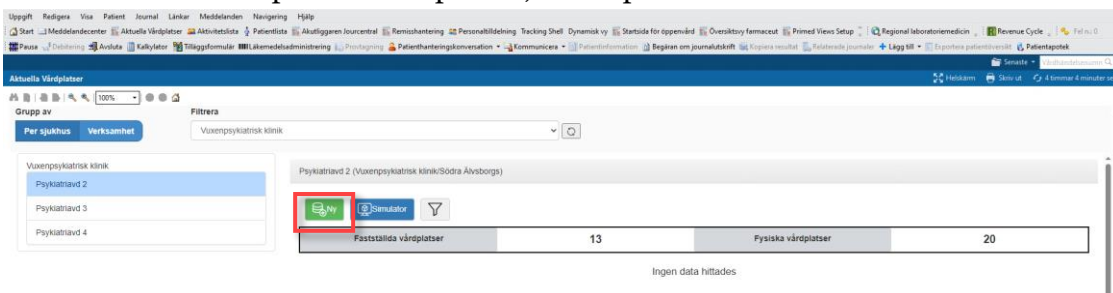 Uppgift Redigera Visa Patient Journal Länkar Meddelanden Navigering Hjälp
Start Meddelandecenter Aktuella Vårdplatser Aktivitetslista Patientlista Akutliggaren Jourcentral Remisshantering Personaltilldelning Tracking Shell Dynamisk vy Startsida för öppenvård Översiktsvy farmaceut Primed Views Setup Regional laboratoriemedicin Revenue Cycle Fel n.: 0
Pausa Debitering Avsluta Kalkylator Tilläggsformulär Läkemedelsadministrering Provtagning Patienthanteringskonversation Kommunicera Patientinformation Begäran om journalutskrift Kopiera resultat Relaterade journaler Lägg till Exportera patientöversikt Patientapotek
Senaste
Aktuella Vårdplatser
Helskärm Skriv ut 4 timmar 4 minuter se
100%
Grupp av Filtrera
Per sjukhus Verksamhet Vuxenpsykiatrisk klinik
Vuxenpsykiatrisk klinik
Psykiatriavd 2 (Vuxenpsykiatrisk klinik/Södra Älvsborgs)
Psykiatriavd 2
Psykiatriavd 3
Ny Simulator
Psykiatriavd 4
Fastställda vårdplatser 13 Fysiska vårdplatser 20
Ingen data hittades